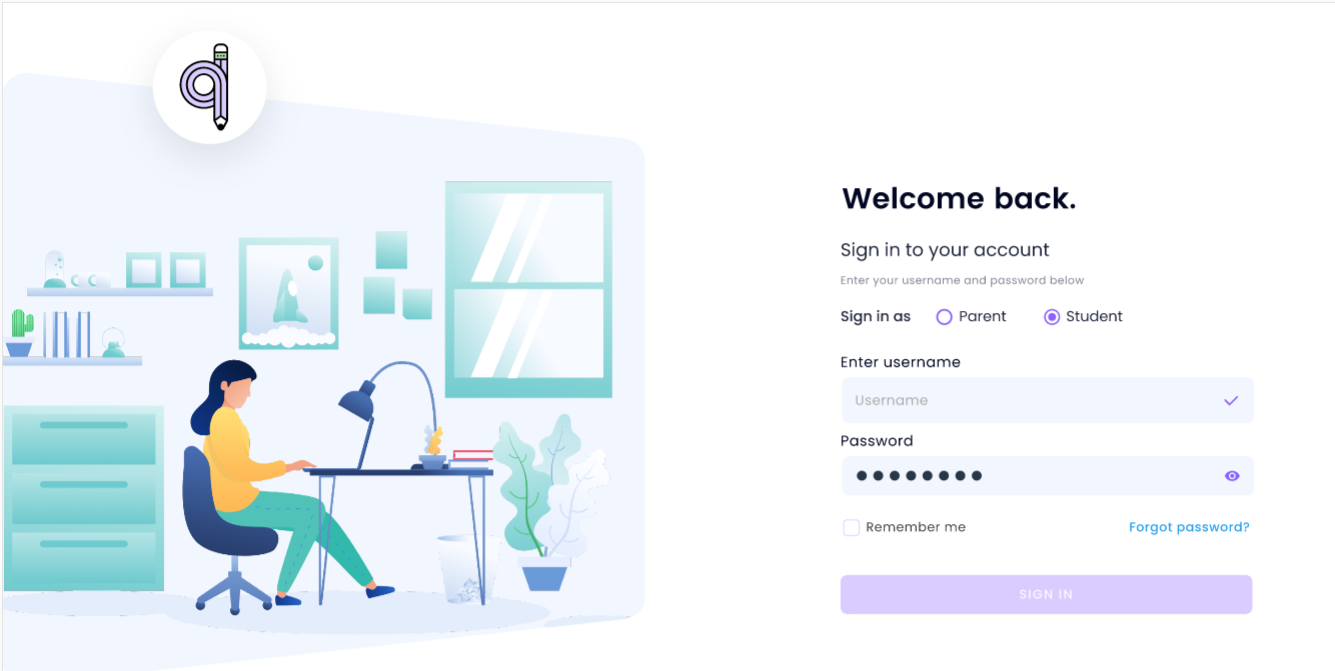 Welcome back.
Sign in to your account
Enter your username and password below
Sign in as Parent Student
Enter username
Username
Password
Remember me Forgot password?
SIGN IN